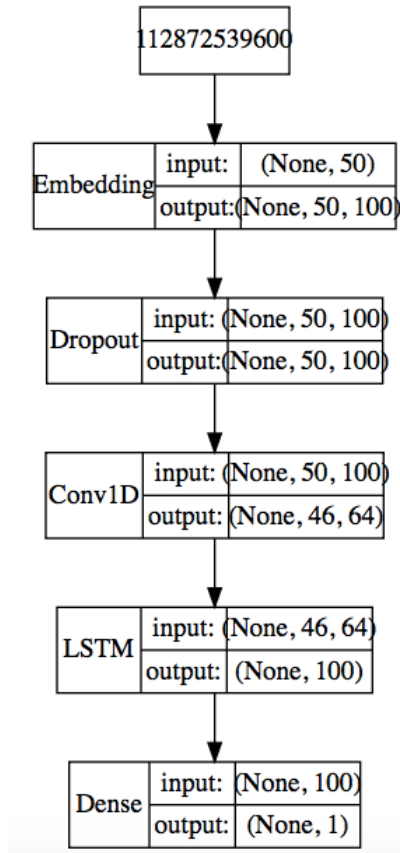 112872539600
Embedding
input: (None, 50)
output: (None, 50, 100)
Dropout
input: (None, 50, 100)
output: (None, 50, 100)
Conv1D
input: (None, 50, 100)
output: (None, 46, 64)
LSTM
input: (None, 46, 64)
output: (None, 100)
Dense
input: (None, 100)
output: (None, 1)